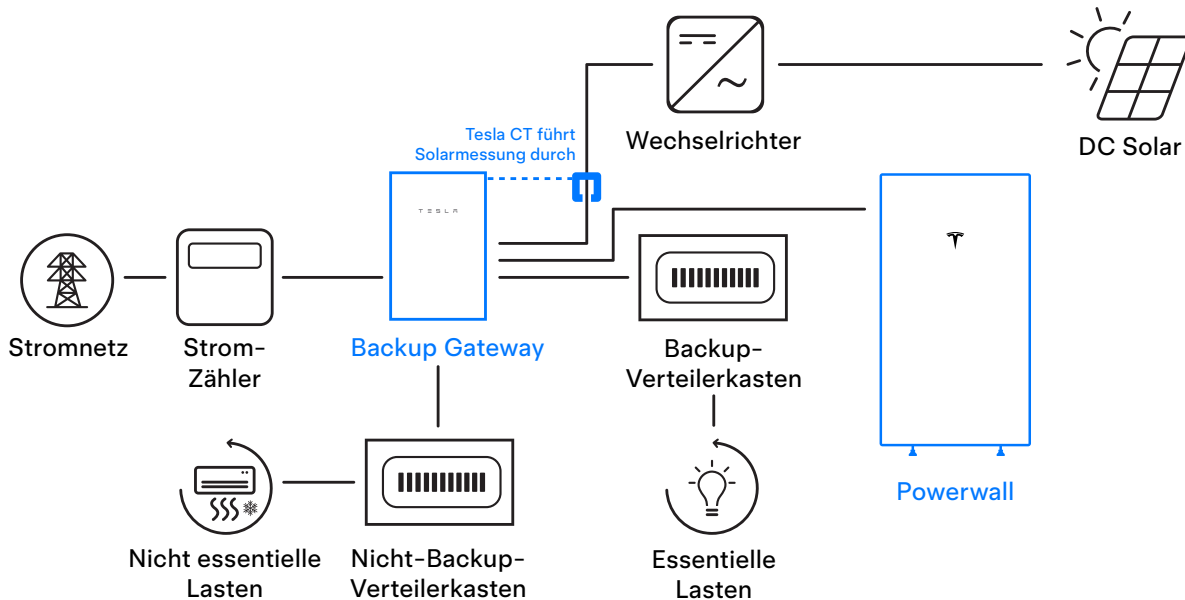 Wechselrichter
DC Solar
Tesla CT führt
Solarmessung durch
TESLA
Stromnetz
Strom-
Zähler
Backup Gateway
Backup-
Verteilerkasten
Powerwall
Nicht essentielle
Lasten
Nicht-Backup-
Verteilerkasten
Essentielle
Lasten